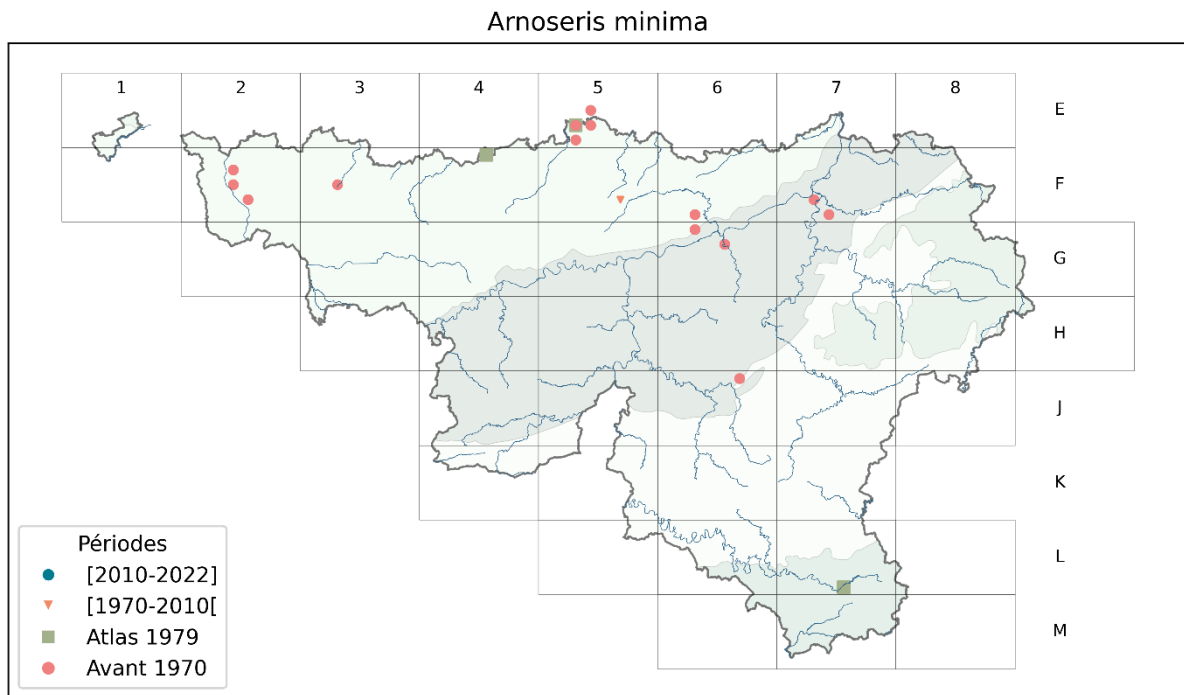 Arnoseris minima
1 2 3 4 5 6 7 8
E
F
G
H
J
K
L
M
Périodes
[2010-2022]
[1970-2010[
Atlas 1979
Avant 1970